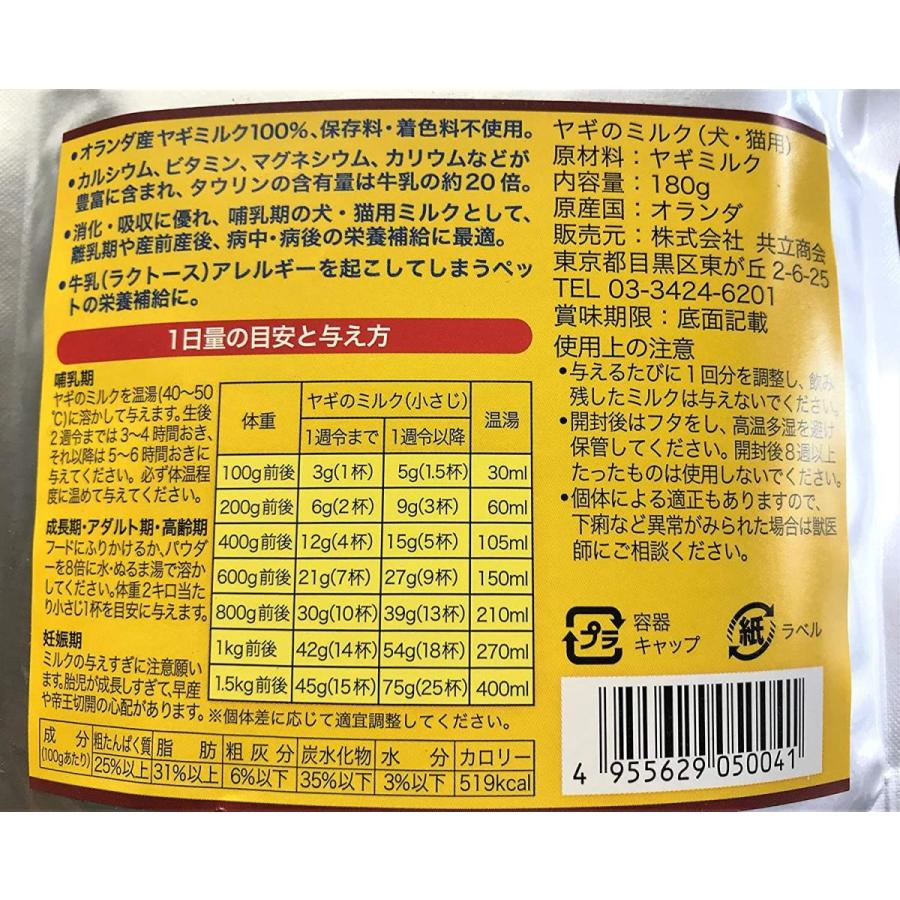 •オランダ産 ヤギミルク100%、保存料・着色料不使用。
•カルシウム、ビタミン、マグネシウム、カリウムなどが
豊富に含まれ、タウリンの含有量は牛乳の約20倍。
•消化・吸収に優れ、哺乳期の犬・猫用ミルクとして、
離乳期や産前産後、病中・病後の栄養補給に最適。
•牛乳(ラクトース)アレルギーを起こしてしまうペッ
トの栄養補給に。
1日量の目安と与え方
哺乳期
ヤギのミルクを温湯(40〜50
℃)に溶かして与えます。生後
2週令までは3〜4時間おき、
それ以降は5〜6時間おきに
与えてください。必ず体温程
度に温めて与えてください。
成長期・アダルト期・高齢期
フードにふりかけるか、パウダ
ーを8倍に水・ぬるま湯で溶か
してください。体重2キロ当た
り小さじ1杯を目安に与えます。
妊娠期
ミルクの与えすぎに注意願い
ます。胎児が成長しすぎて、早産
や帝王切開の心配があります。
体重 ヤギのミルク(小さじ) 温湯
1週令まで 1週令以降
100g前後 3g(1杯) 5g(1.5杯) 30ml
200g前後 6g(2杯) 9g(3杯) 60ml
400g前後 12g(4杯) 15g(5杯) 105ml
600g前後 21g(7杯) 27g(9杯) 150ml
800g前後 30g(10杯) 39g(13杯) 210ml
1kg前後 42g(14杯) 54g(18杯) 270ml
1.5kg前後 45g(15杯) 75g(25杯) 400ml
※個体差に応じて適宜調整してください。
成分 粗たんぱく質 脂肪 粗灰分 炭水化物 水分 カロリー
(100gあたり) 25%以上 31%以上 6%以下 35%以下 3%以下 519kcal
ヤギのミルク(犬・猫用)
原材料：ヤギミルク
内容量：180g
原産国：オランダ
販売元：株式会社 共立商会
東京都目黒区東が丘2-6-25
TEL 03-3424-6201
賞味期限：底面記載
使用上の注意
•与えるたびに1回分を調整し、飲み
残したミルクは与えないでください。
•開封後はフタをし、高温多湿を避け
保管してください。開封後8週以上
たったものは使用しないでください。
•個体による適正もありますので、
下痢など異常がみられた場合は獣医
師にご相談ください。
プラ 容器
キャップ
紙 ラベル
4 955629 050041